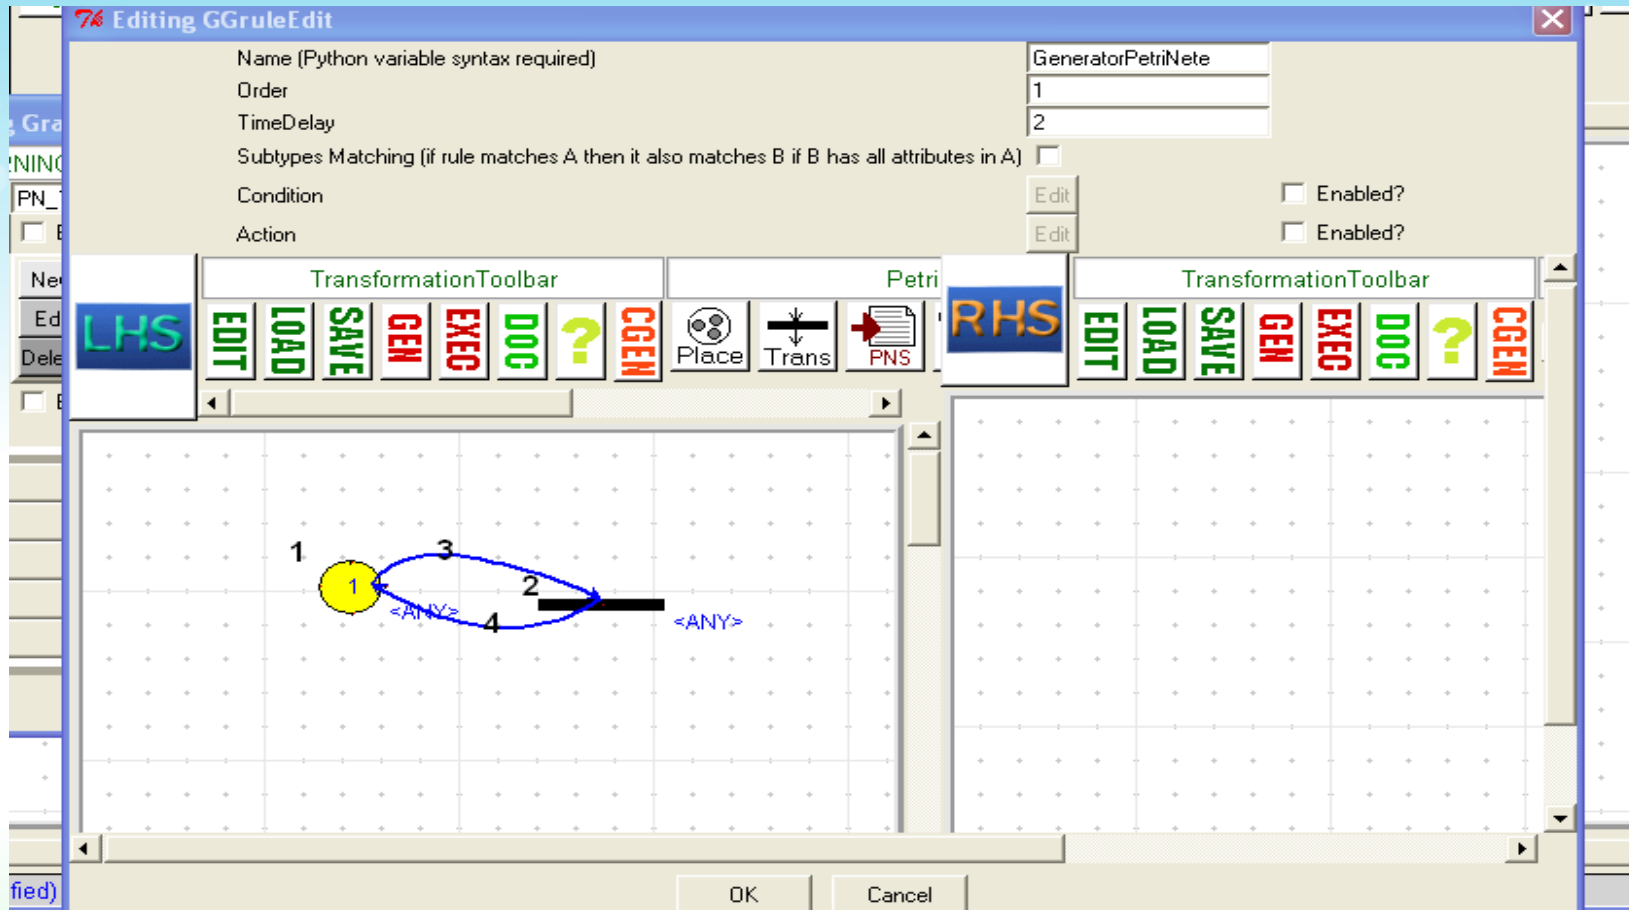 Editing GGruleEdit
Name (Python variable syntax required)
GeneratorPetriNete
Order
1
TimeDelay
2
Subtypes Matching (if rule matches A then it also matches B if B has all attributes in A)
Condition
Edit
Enabled?
Action
Edit
Enabled?
LHS
TransformationToolbar
Petri
EDIT
LOAD
SAVE
GEN
EXEC
DOC
?
CGEN
Place
Trans
PNS
RHS
TransformationToolbar
EDIT
LOAD
SAVE
GEN
EXEC
DOC
?
CGEN
1
3
1
2
<ANY>
4
<ANY>
OK
Cancel
Gra
PN_
Ed
Dele
fied)